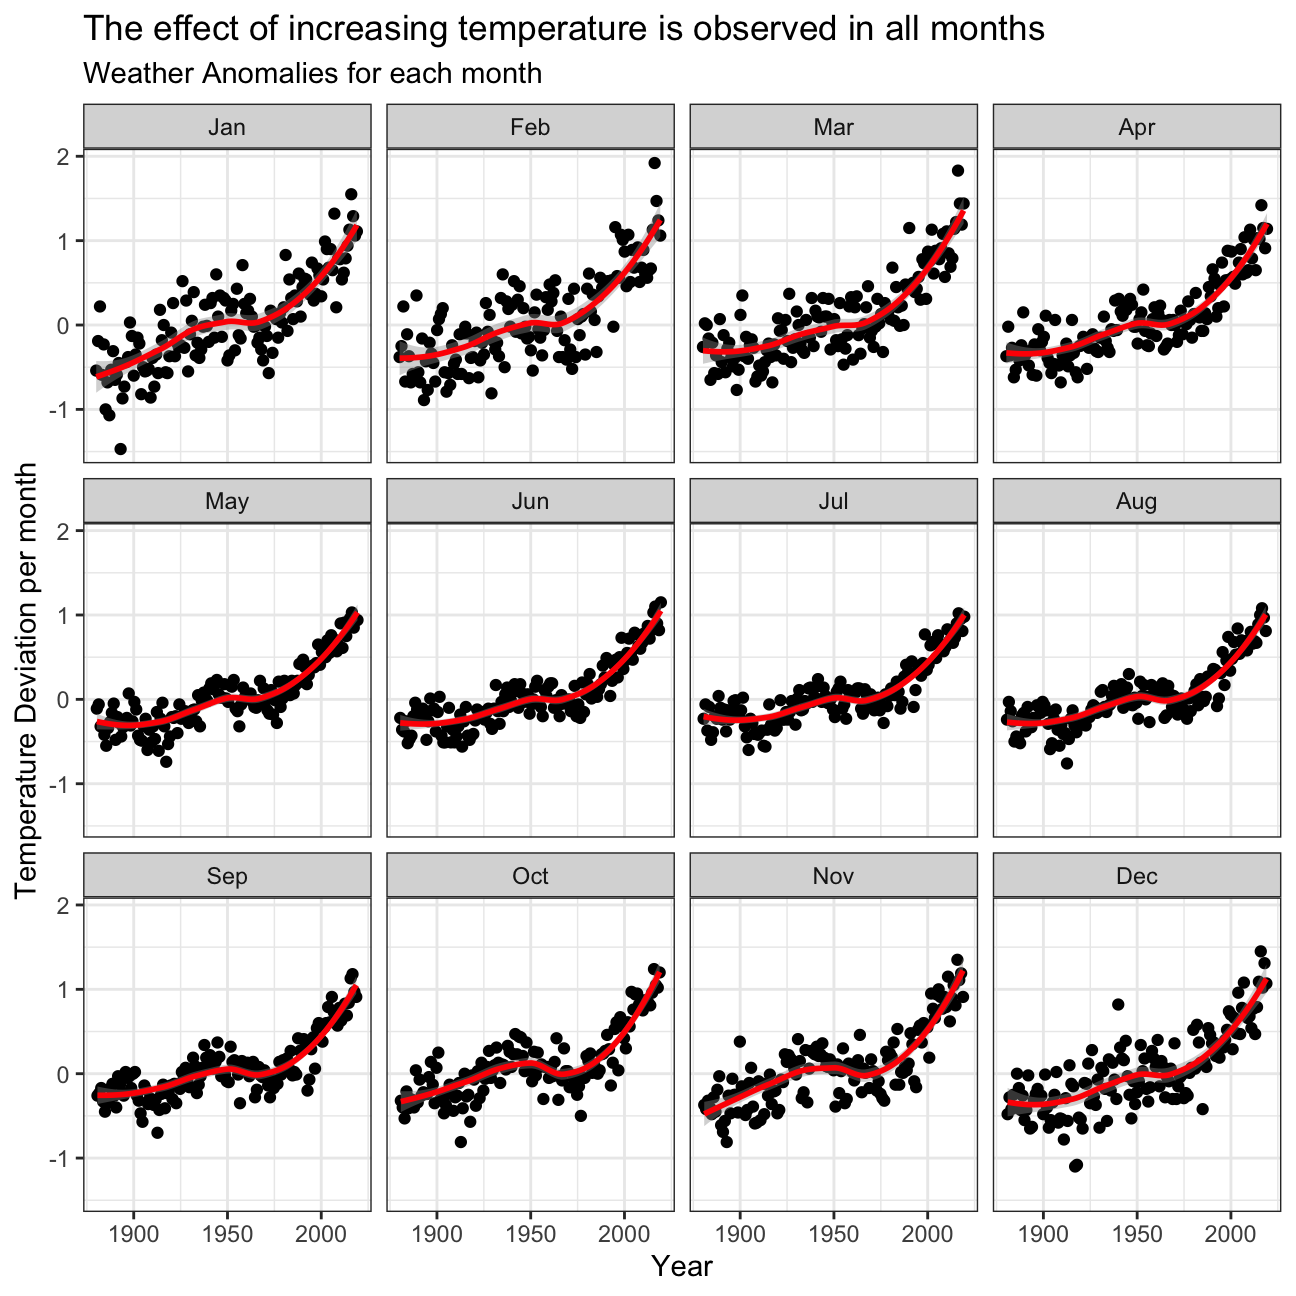 The effect of increasing temperature is observed in all months
Weather Anomalies for each month
Jan Feb Mar Apr
2
1
0
-1
May Jun Jul Aug
2
1
0
-1
Sep Oct Nov Dec
2
1
0
-1
1900 1950 2000 1900 1950 2000 1900 1950 2000 1900 1950 2000
Year
Temperature Deviation per month